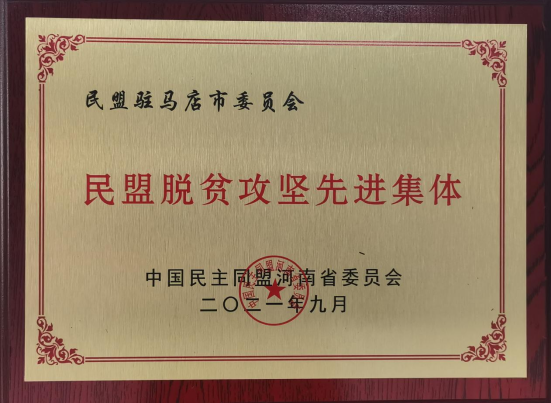 民盟驻马店市委员会
民盟脱贫攻坚先进集体
中国民主同盟河南省委员会
二〇二一年九月